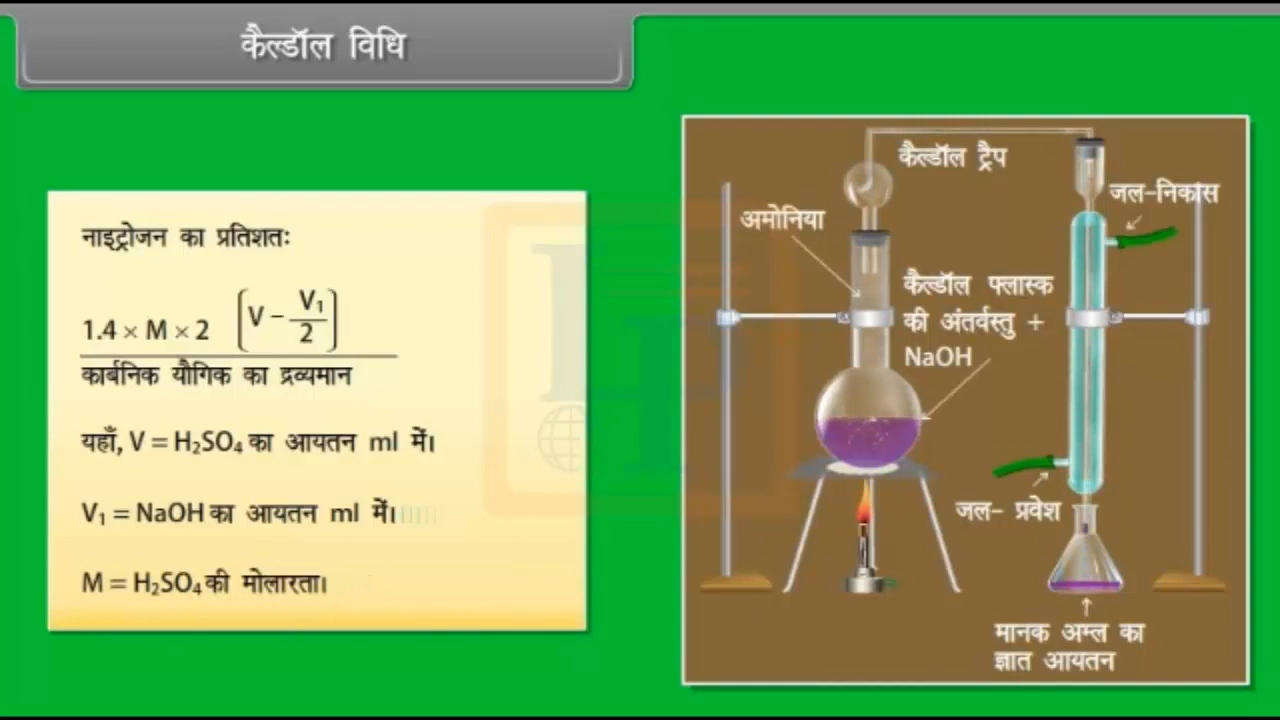 कैल्डॉल विधि
नाइट्रोजन का प्रतिशतः
1.4 × M × 2 [V − V₁/2]
कार्बनिक यौगिक का द्रव्यमान
यहाँ, V = H₂SO₄ का आयतन ml में।
V₁ = NaOH का आयतन ml में।
M = H₂SO₄ की मोलारता।
कैल्डॉल ट्रैप
जल-निकास
अमोनिया
कैल्डॉल फ्लास्क
की अंतर्वस्तु +
NaOH
जल- प्रवेश
मानक अम्ल का
ज्ञात आयतन